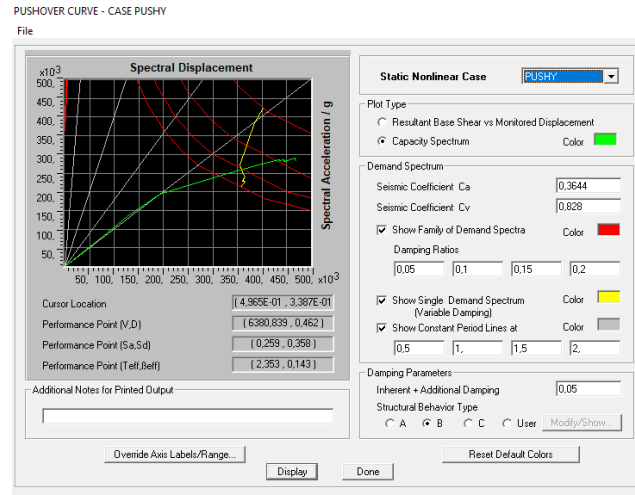 PUSHOVER CURVE - CASE PUSHY
File
Spectral Displacement
x103
500,
450,
400,
350,
300,
250,
200,
150,
100,
50,
Spectral Acceleration / g
50, 100, 150, 200, 250, 300, 350, 400, 450, 500, x103
Cursor Location
( 4,965E-01 , 3,387E-01
Performance Point (V,D)
( 6380,839 , 0,462 )
Performance Point (Sa,Sd)
( 0,259 , 0,358 )
Performance Point (Teff,Beff)
( 2,353 , 0,143 )
Additional Notes for Printed Output
Override Axis Labels/Range...
Static Nonlinear Case
PUSHY
Plot Type
Resultant Base Shear vs Monitored Displacement
Capacity Spectrum
Color
Demand Spectrum
Seismic Coefficient Ca
0,3644
Seismic Coefficient Cv
0,828
Show Family of Demand Spectra
Color
Damping Ratios
0,05 0,1 0,15 0,2
Show Single Demand Spectrum
Color
(Variable Damping)
Show Constant Period Lines at
Color
0,5 1, 1,5 2,
Damping Parameters
Inherent + Additional Damping
0,05
Structural Behavior Type
A B C User Modify/Show...
Reset Default Colors
Display Done